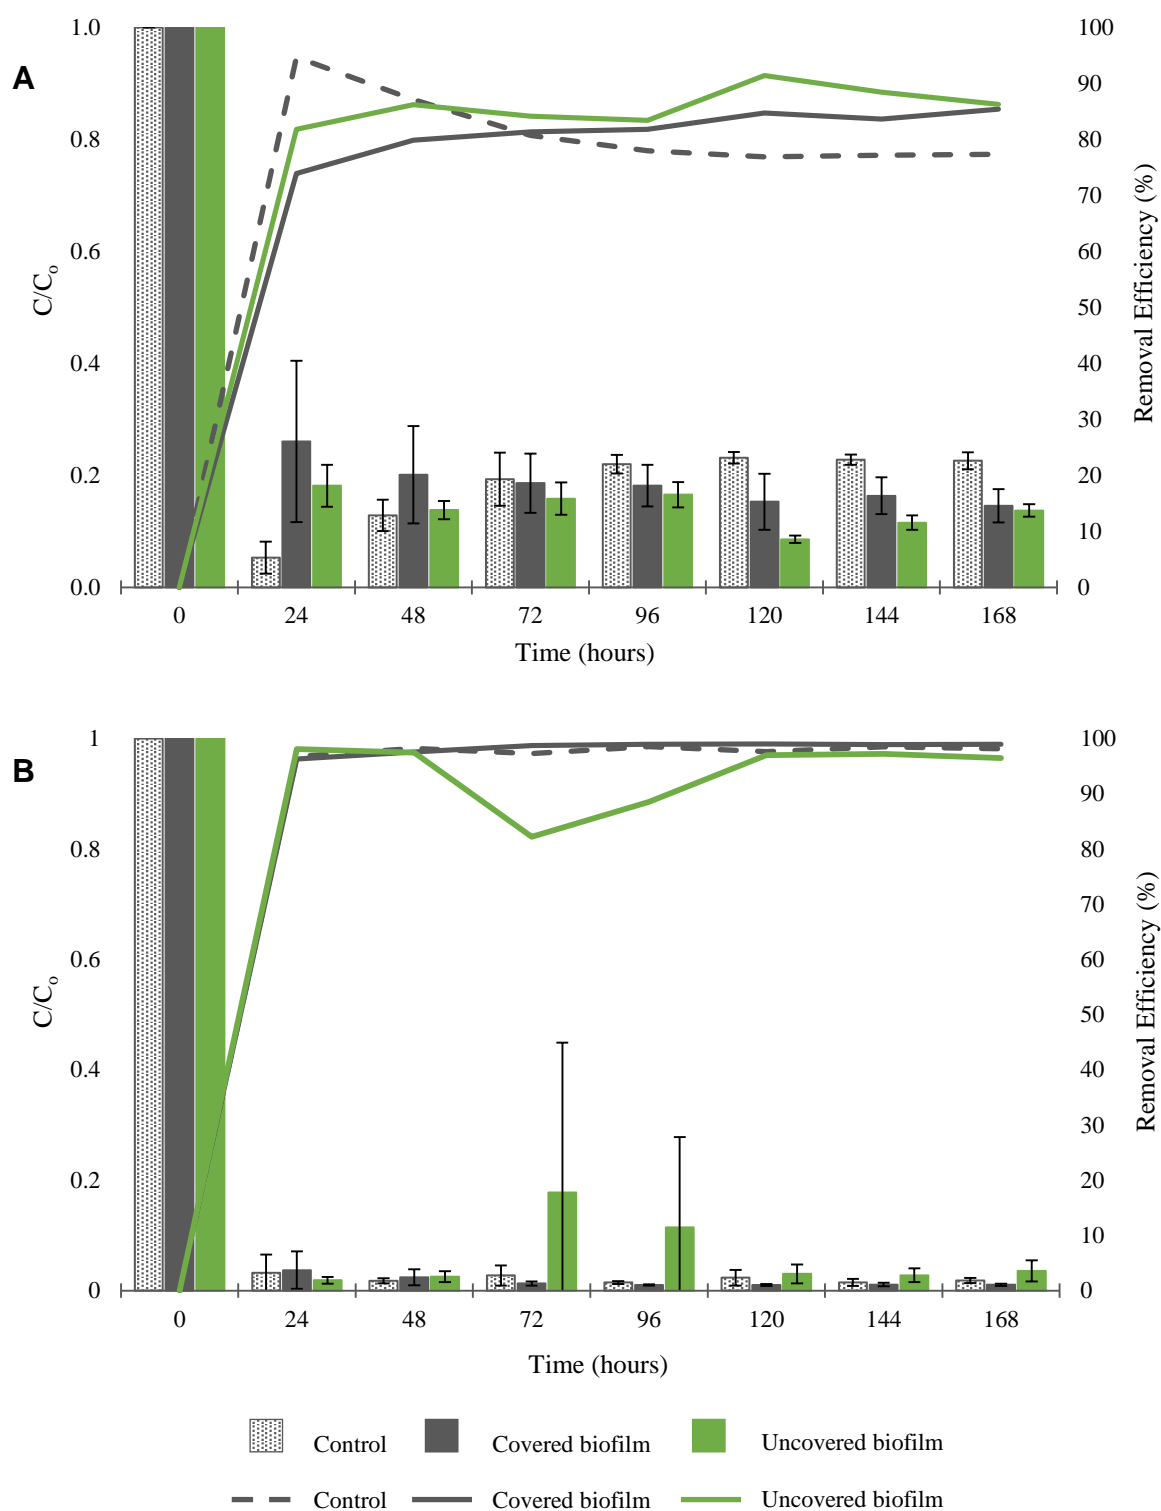 A
1.0
0.8
0.6
0.4
0.2
0.0
C/Co
100
90
80
70
60
50
40
30
20
10
0
Removal Efficiency (%)
0 24 48 72 96 120 144 168
Time (hours)
B
1
0.8
0.6
0.4
0.2
0
C/Co
100
90
80
70
60
50
40
30
20
10
0
Removal Efficiency (%)
0 24 48 72 96 120 144 168
Time (hours)
Control Covered biofilm Uncovered biofilm
Control Covered biofilm Uncovered biofilm